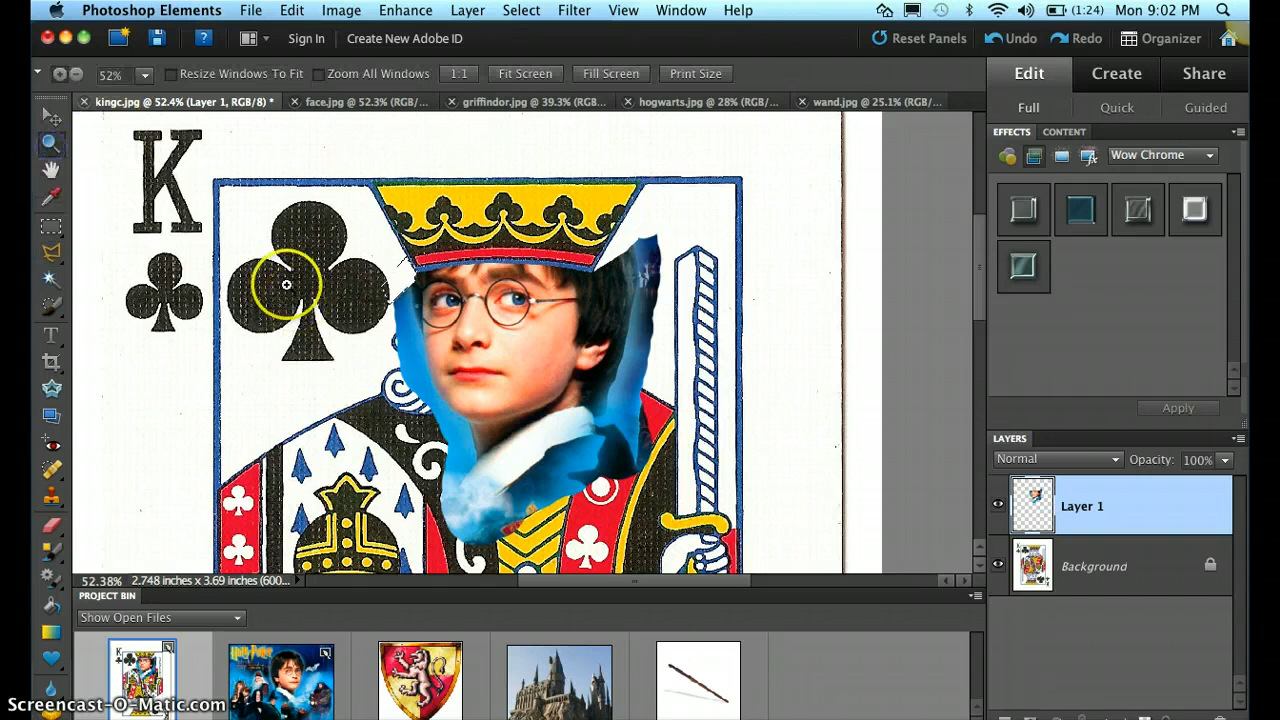 Photoshop Elements File Edit Image Enhance Layer Select Filter View Window Help (1:24) Mon 9:02 PM
Sign In Create New Adobe ID Reset Panels Undo Redo Organizer
52% Resize Windows To Fit Zoom All Windows 1:1 Fit Screen Fill Screen Print Size
Edit Create Share
kingc.jpg @ 52.4% (Layer 1, RGB/8) * face.jpg @ 52.3% (RGB/... griffindor.jpg @ 39.3% (RGB... hogwarts.jpg @ 28% (RGB/... wand.jpg @ 25.1% (RGB/...
Full Quick Guided
EFFECTS CONTENT
Wow Chrome
K
Apply
LAYERS
Normal Opacity: 100%
Layer 1
Background
52.38% 2.748 inches x 3.69 inches (600...
PROJECT BIN
Show Open Files
Harry Potter
Screencast-O-Matic.com